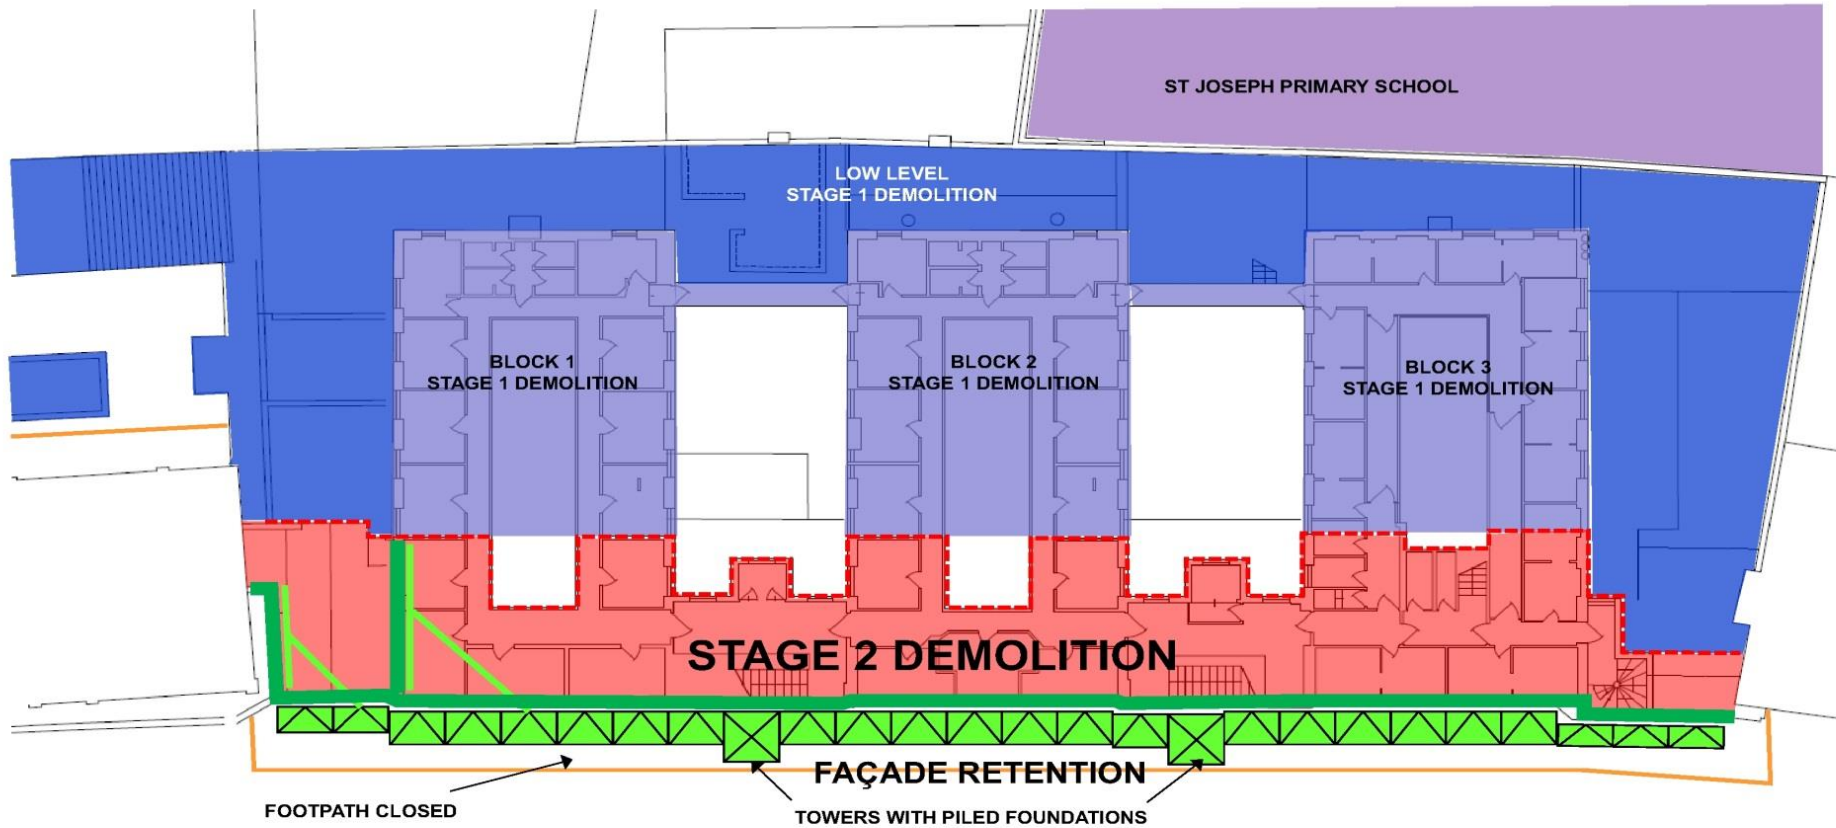 ST JOSEPH PRIMARY SCHOOL
LOW LEVEL
STAGE 1 DEMOLITION
BLOCK 1
STAGE 1 DEMOLITION
BLOCK 2
STAGE 1 DEMOLITION
BLOCK 3
STAGE 1 DEMOLITION
STAGE 2 DEMOLITION
FAÇADE RETENTION
FOOTPATH CLOSED
TOWERS WITH PILED FOUNDATIONS